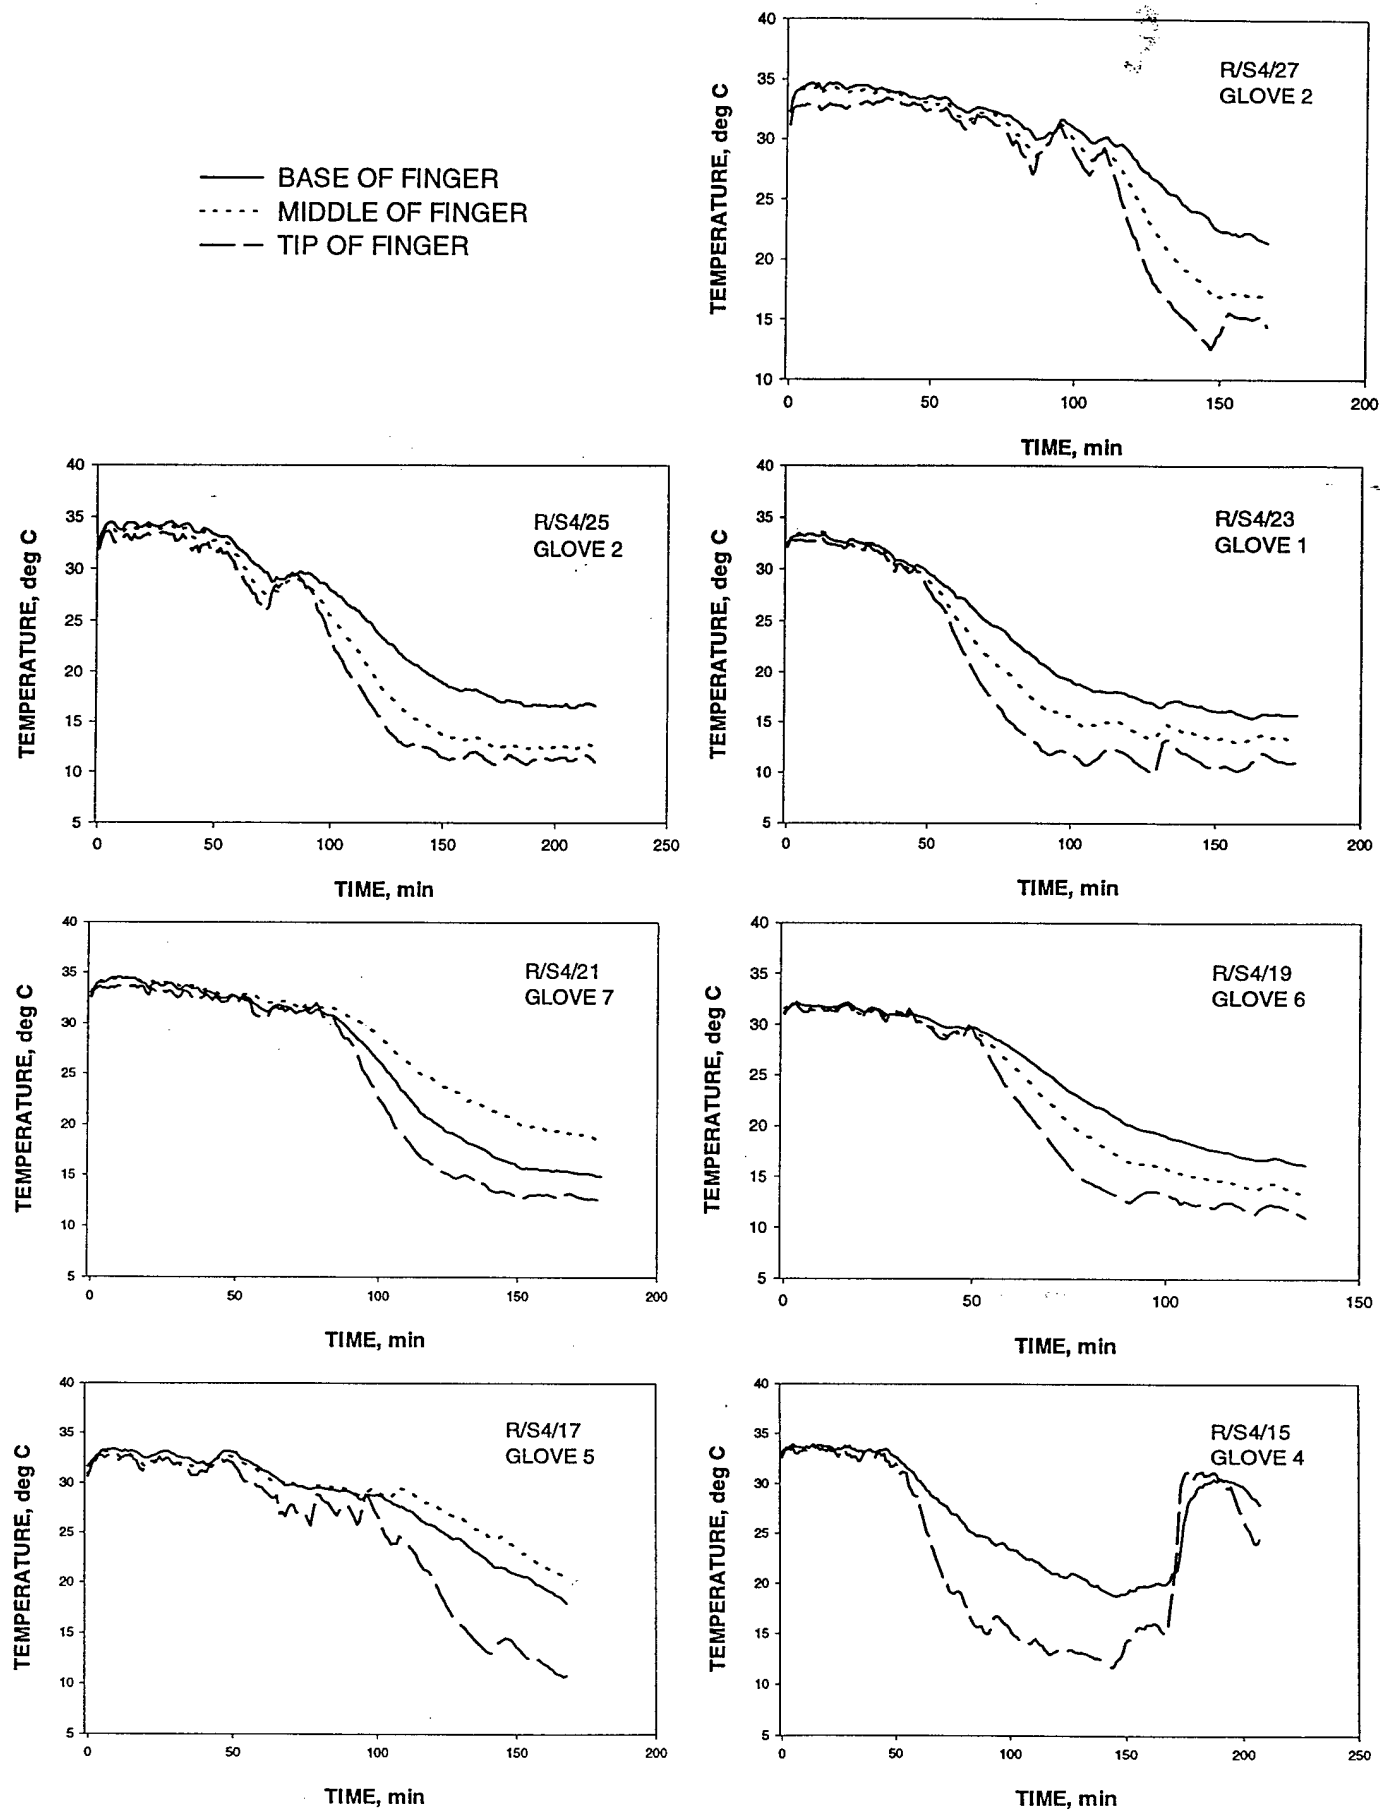 BASE OF FINGER
MIDDLE OF FINGER
TIP OF FINGER
TEMPERATURE, deg C
40
35
30
25
20
15
10
R/S4/27
GLOVE 2
0 50 100 150 200
TIME, min
TEMPERATURE, deg C
40
35
30
25
20
15
10
5
R/S4/25
GLOVE 2
0 50 100 150 200 250
TIME, min
TEMPERATURE, deg C
40
35
30
25
20
15
10
5
R/S4/23
GLOVE 1
0 50 100 150 200
TIME, min
TEMPERATURE, deg C
40
35
30
25
20
15
10
5
R/S4/21
GLOVE 7
0 50 100 150 200
TIME, min
TEMPERATURE, deg C
40
35
30
25
20
15
10
5
R/S4/19
GLOVE 6
0 50 100 150
TIME, min
TEMPERATURE, deg C
40
35
30
25
20
15
10
5
R/S4/17
GLOVE 5
0 50 100 150 200
TIME, min
TEMPERATURE, deg C
40
35
30
25
20
15
10
5
R/S4/15
GLOVE 4
0 50 100 150 200 250
TIME, min